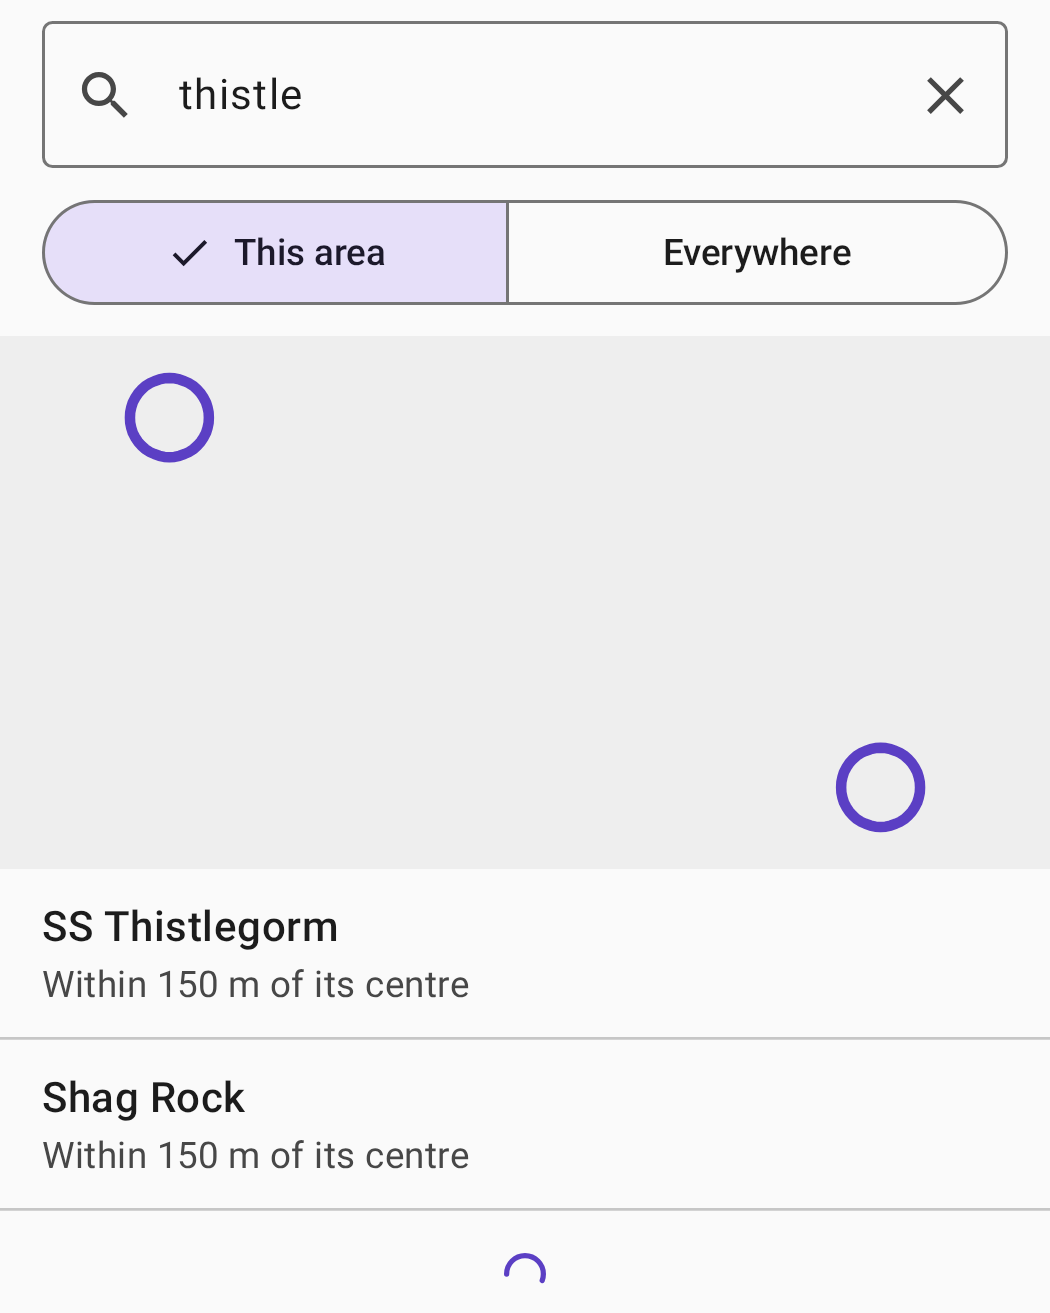 thistle
This area
Everywhere
SS Thistlegorm
Within 150 m of its centre
Shag Rock
Within 150 m of its centre